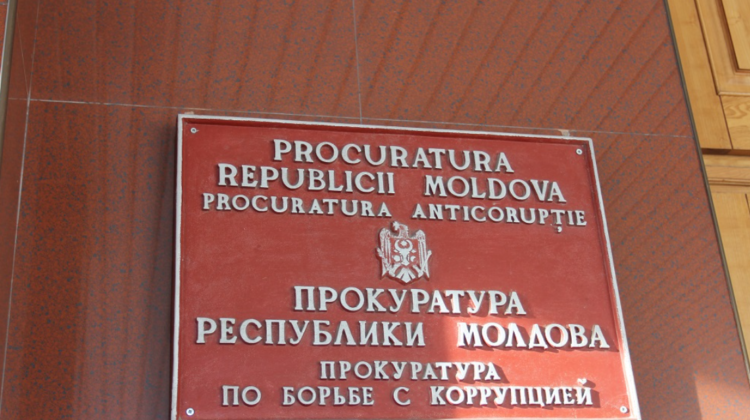 PROCURATURA
REPUBLICII MOLDOVA
PROCURATURA ANTICORUPȚIE
ПРОКУРАТУРА
РЕСПУБЛИКИ МОЛДОВА
ПРОКУРАТУРА
ПО БОРЬБЕ С КОРРУПЦИЕЙ